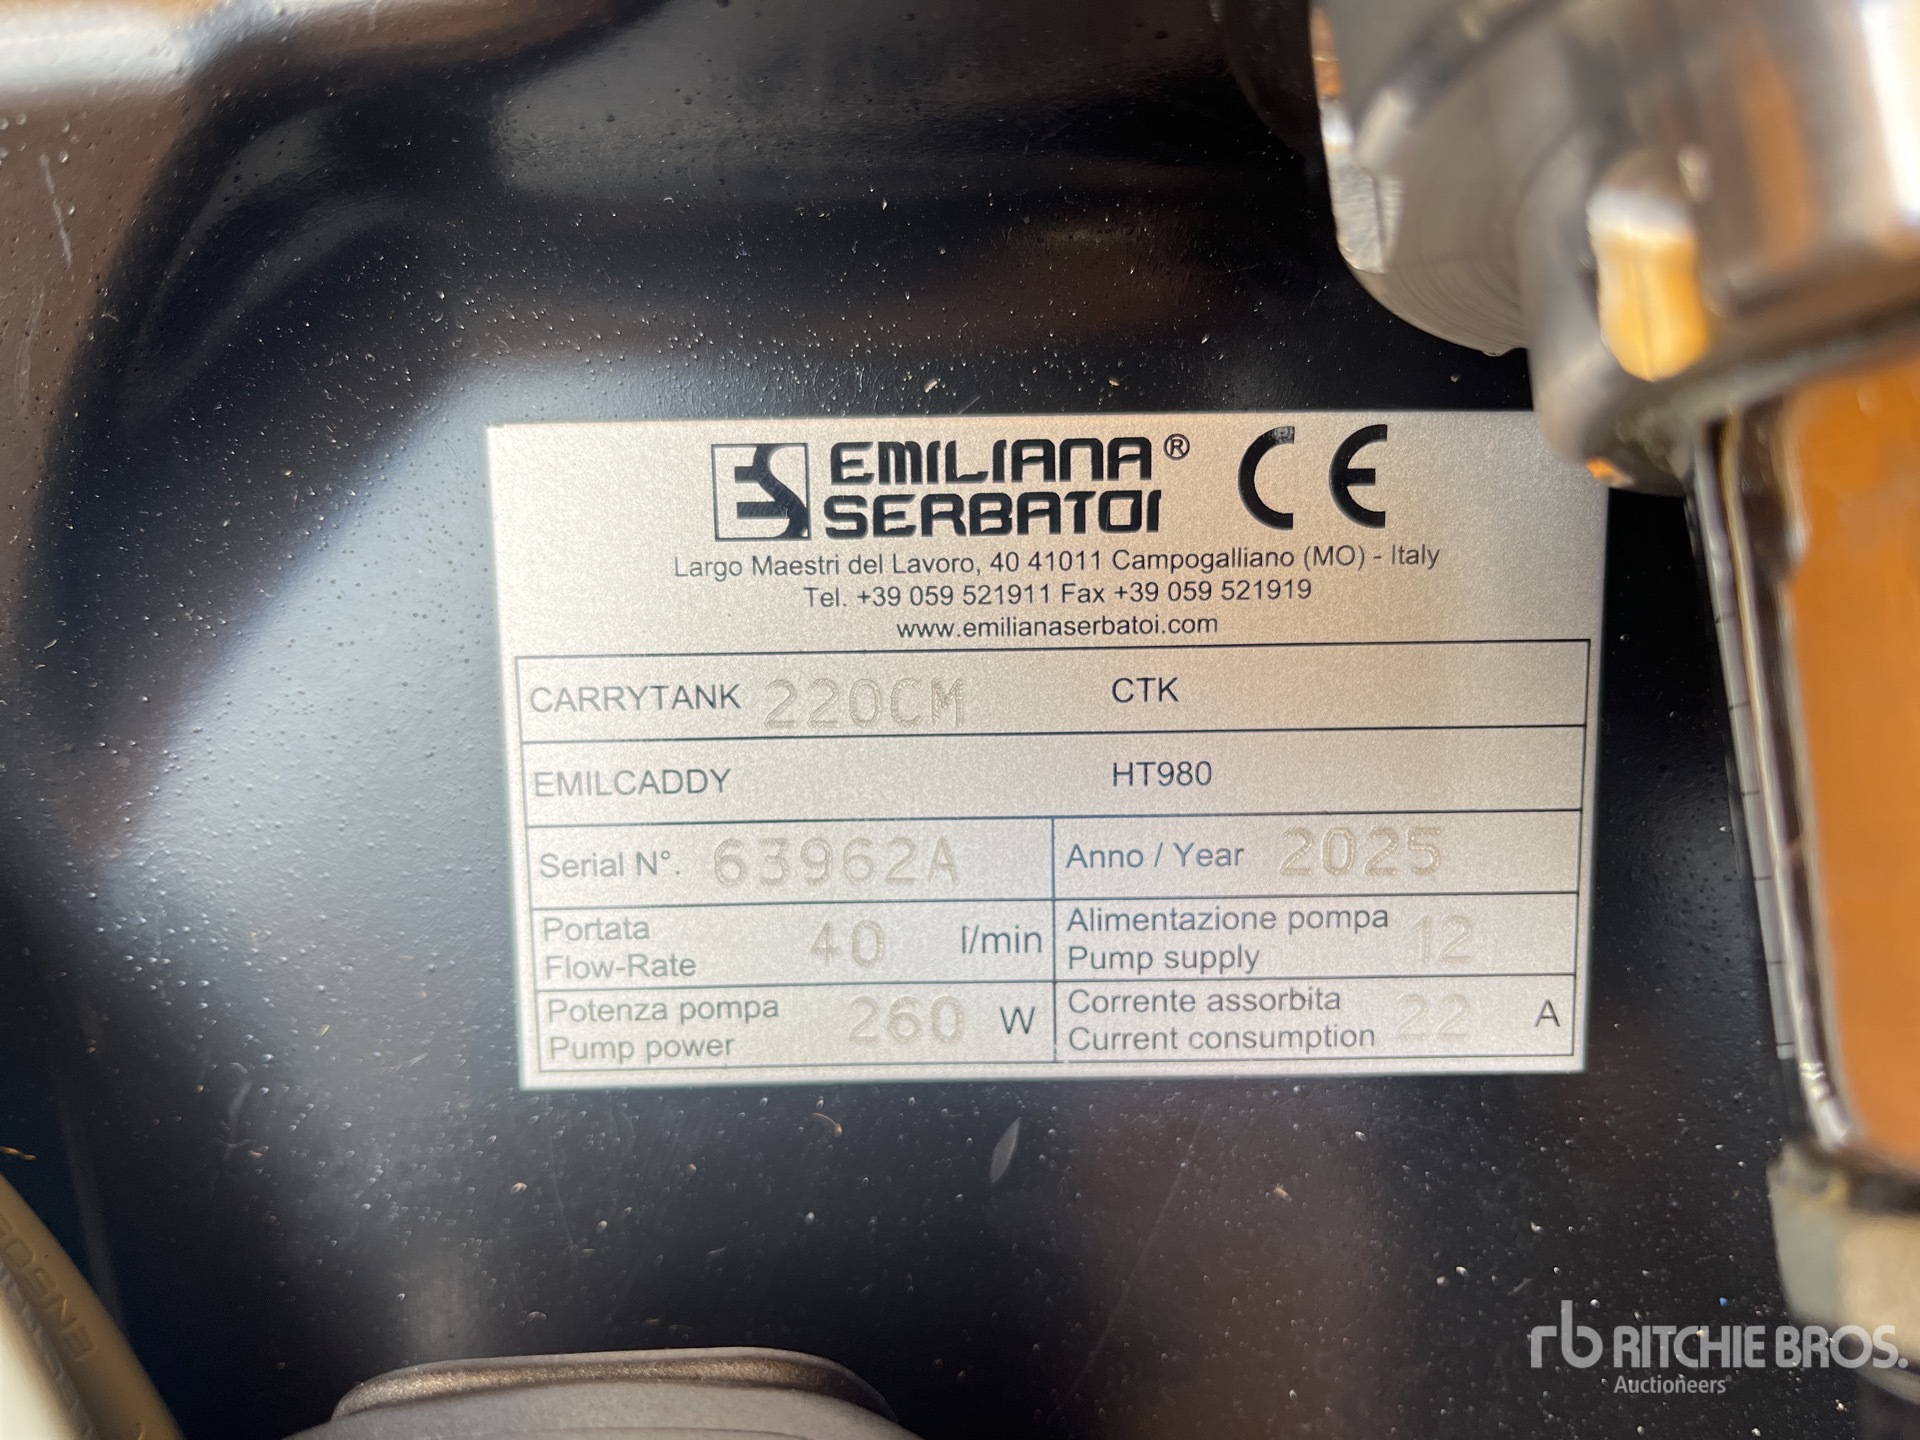 EMILIANA®
SERBATOI
CE
Largo Maestri del Lavoro, 40 41011 Campogalliano (MO) - Italy
Tel. +39 059 521911 Fax +39 059 521919
www.emilianaserbatoi.com
CARRYTANK 220CM CTK
EMILCADDY HT980
Serial N°. 63962A Anno / Year 2025
Portata
Flow-Rate 40 l/min
Alimentazione pompa
Pump supply 12
Potenza pompa
Pump power 260 W
Corrente assorbita
Current consumption 22 A
rb RITCHIE BROS.
Auctioneers